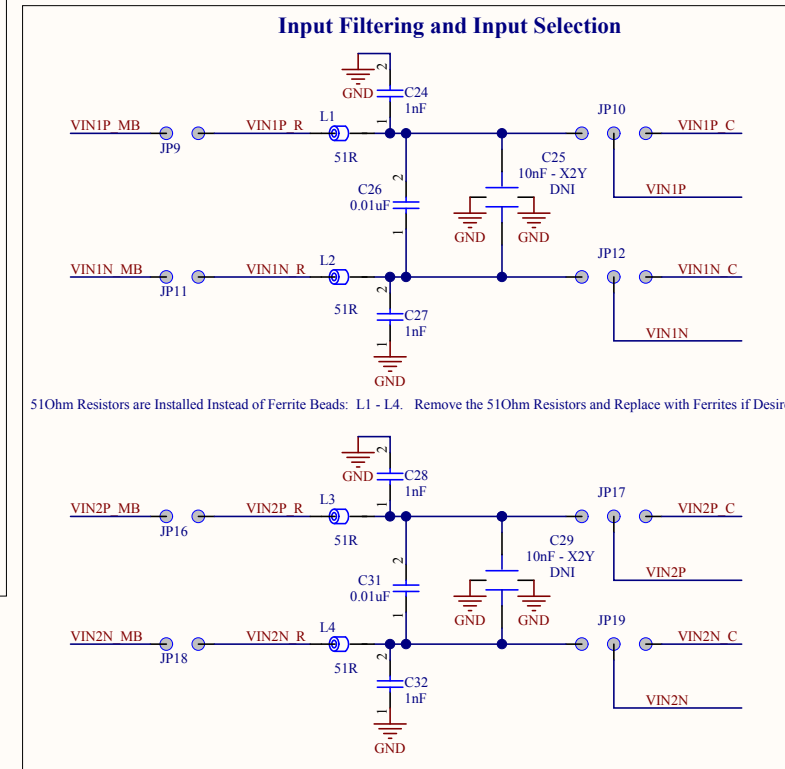 Input Filtering and Input Selection
2
GND
C24
1nF
1
VIN1P_MB
JP9
VIN1P_R
L1
51R
JP10
VIN1P_C
VIN1P
C26
0.01uF
2
1
C25
10nF - X2Y
DNI
GND
GND
VIN1N_MB
JP11
VIN1N_R
L2
51R
JP12
VIN1N_C
VIN1N
2
C27
1nF
1
GND
51Ohm Resistors are Installed Instead of Ferrite Beads: L1 - L4. Remove the 51Ohm Resistors and Replace with Ferrites if Desire
2
GND
C28
1nF
1
VIN2P_MB
JP16
VIN2P_R
L3
51R
JP17
VIN2P_C
VIN2P
C31
0.01uF
2
1
C29
10nF - X2Y
DNI
GND
GND
VIN2N_MB
JP18
VIN2N_R
L4
51R
JP19
VIN2N_C
VIN2N
2
C32
1nF
1
GND